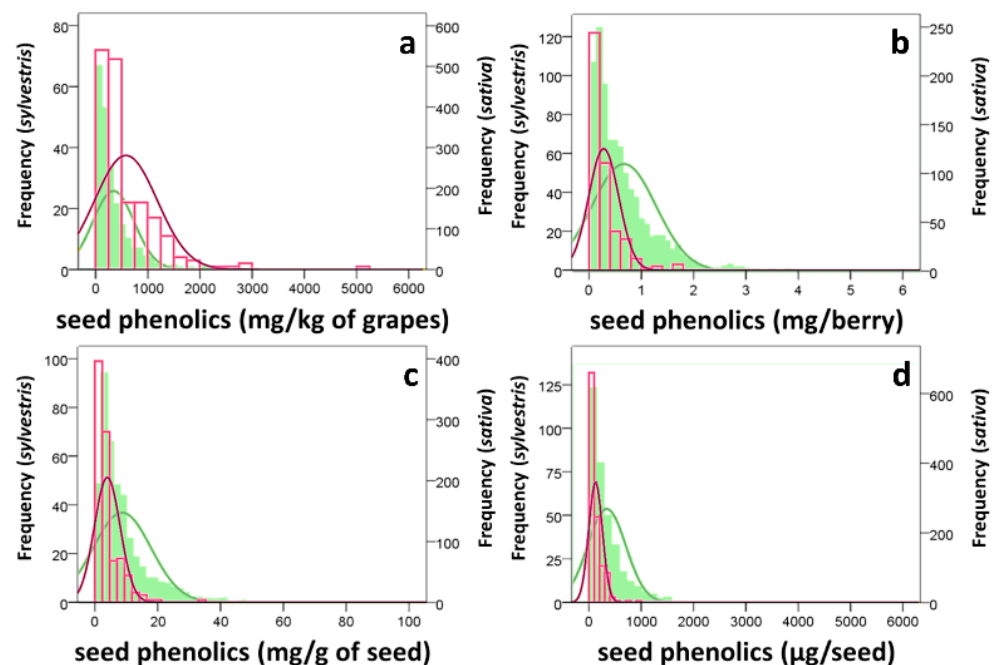 a
Frequency (sylvestris)
80
60
40
20
0
600
500
400
300
200
100
0
Frequency (sativa)
0 1000 2000 3000 4000 5000 6000
seed phenolics (mg/kg of grapes)
b
Frequency (sylvestris)
120
100
80
60
40
20
0
250
200
150
100
50
0
Frequency (sativa)
0 1 2 3 4 5 6
seed phenolics (mg/berry)
c
Frequency (sylvestris)
100
80
60
40
20
0
400
300
200
100
0
Frequency (sativa)
0 20 40 60 80 100
seed phenolics (mg/g of seed)
d
Frequency (sylvestris)
125
100
75
50
25
0
600
400
200
0
Frequency (sativa)
0 1000 2000 3000 4000 5000 6000
seed phenolics (µg/seed)